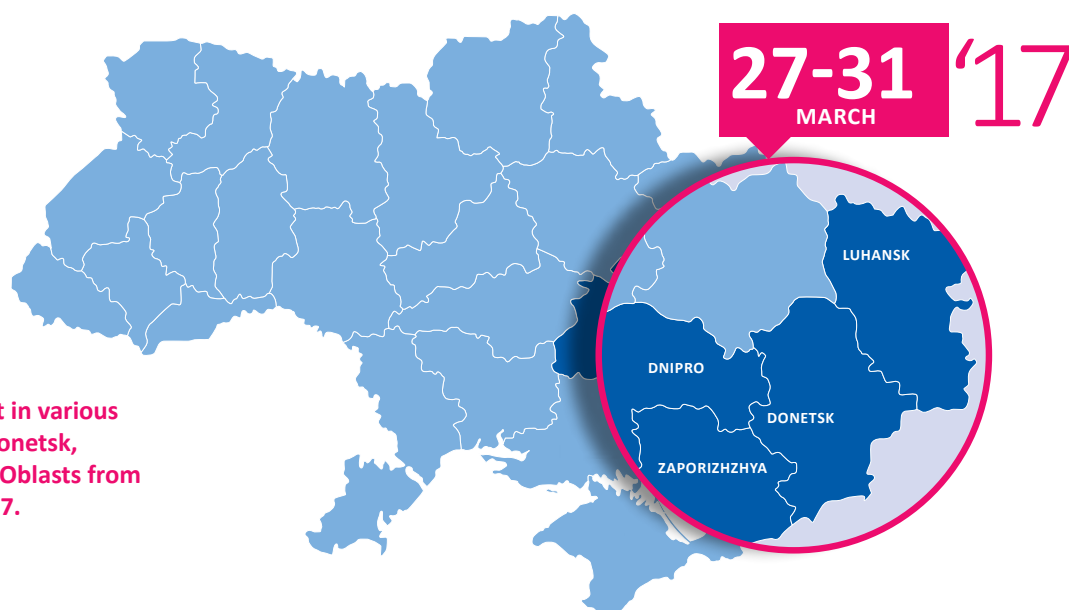 27-31
MARCH
‘17
LUHANSK
DNIPRO
DONETSK
ZAPORIZHZHYA
t in various
onetsk,
Oblasts from
7.